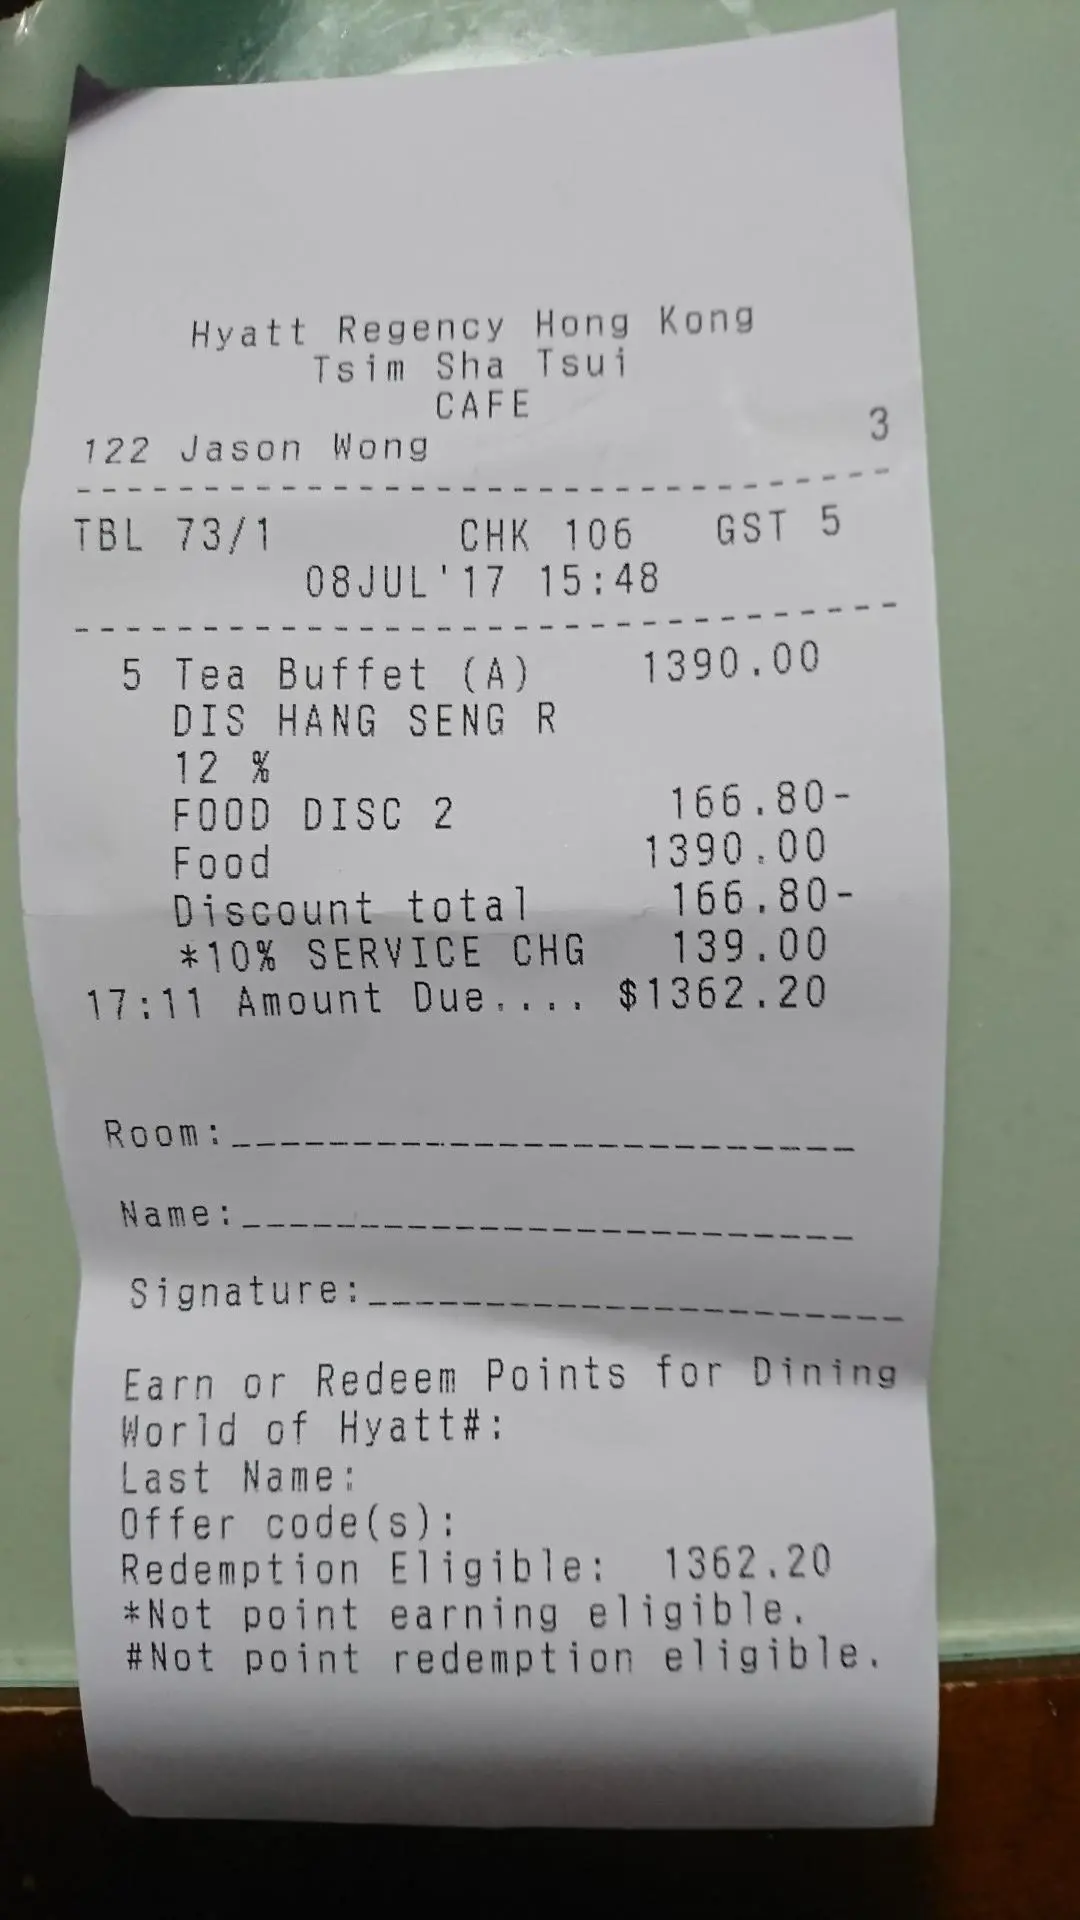 Hyatt Regency Hong Kong
Tsim Sha Tsui
CAFE
122 Jason Wong 3
--------------------------------
TBL 73/1 CHK 106 GST 5
08JUL'17 15:48
--------------------------------
5 Tea Buffet (A) 1390.00
DIS HANG SENG R
12 %
FOOD DISC 2 166.80-
Food 1390.00
Discount total 166.80-
*10% SERVICE CHG 139.00
17:11 Amount Due.... $1362.20
Room:____________________
Name:____________________
Signature:_________________
Earn or Redeem Points for Dining
World of Hyatt#:
Last Name:
Offer code(s):
Redemption Eligible: 1362.20
*Not point earning eligible.
#Not point redemption eligible.